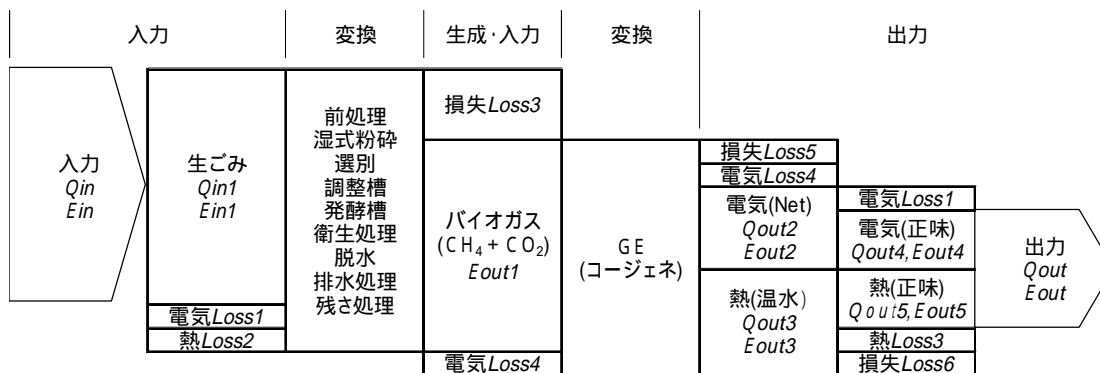 入力
変換
生成・入力
変換
出力
入力
Qin
Ein
生ごみ
Qin1
Ein1
電気Loss1
熱Loss2
前処理
湿式粉砕
選別
調整槽
発酵槽
衛生処理
脱水
排水処理
残さ処理
損失Loss3
バイオガス
(CH₄+CO₂)
Eout1
電気Loss4
GE
(コージェネ)
損失Loss5
電気Loss4
電気(Net)
Qout2
Eout2
熱(温水)
Qout3
Eout3
電気Loss1
電気(正味)
Qout4,Eout4
熱(正味)
Qout5,Eout5
熱Loss3
損失Loss6
出力
Qout
Eout